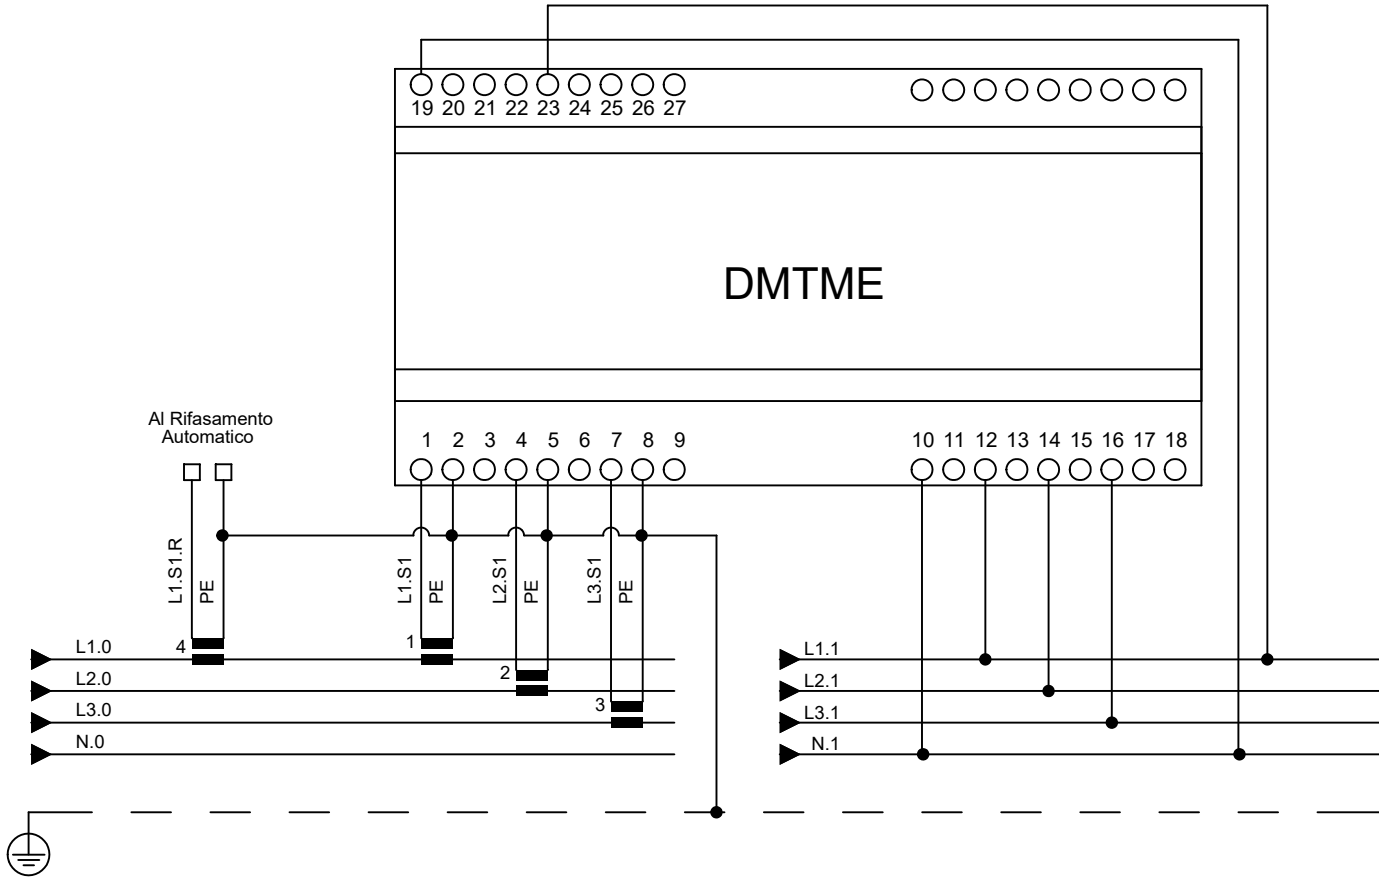 19 20 21 22 23 24 25 26 27
DMTME
Al Rifasamento
Automatico
1 2 3 4 5 6 7 8 9 10 11 12 13 14 15 16 17 18
L1.S1.R
PE
L1.S1
PE
L2.S1
PE
L3.S1
PE
4
1
2
3
L1.0
L2.0
L3.0
N.0
L1.1
L2.1
L3.1
N.1